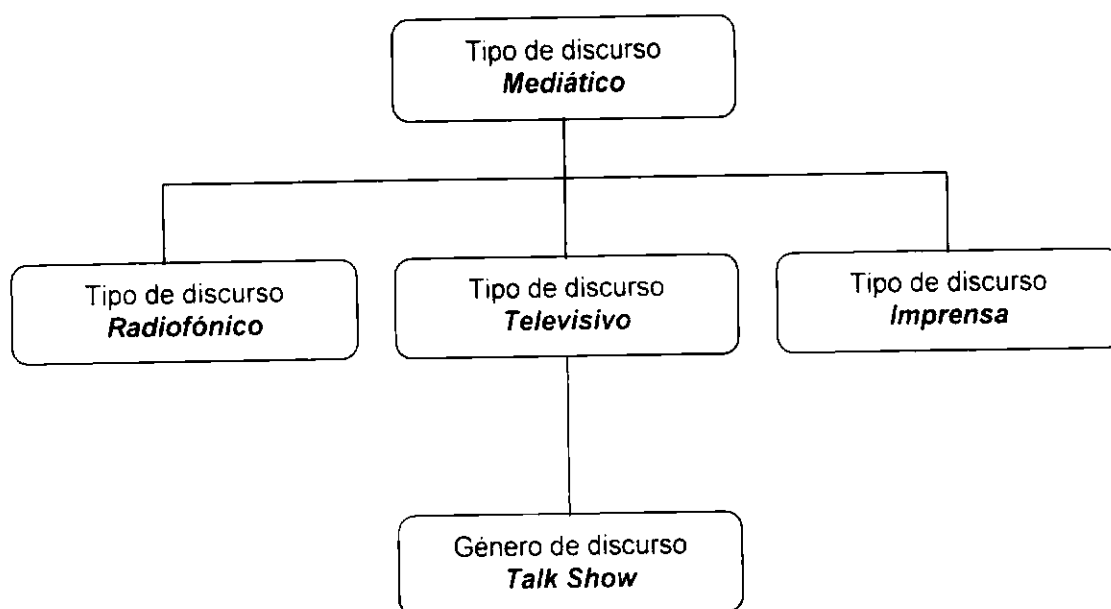 Tipo de discurso
Mediático
Tipo de discurso
Radiofónico
Tipo de discurso
Televisivo
Tipo de discurso
Imprensa
Género de discurso
Talk Show